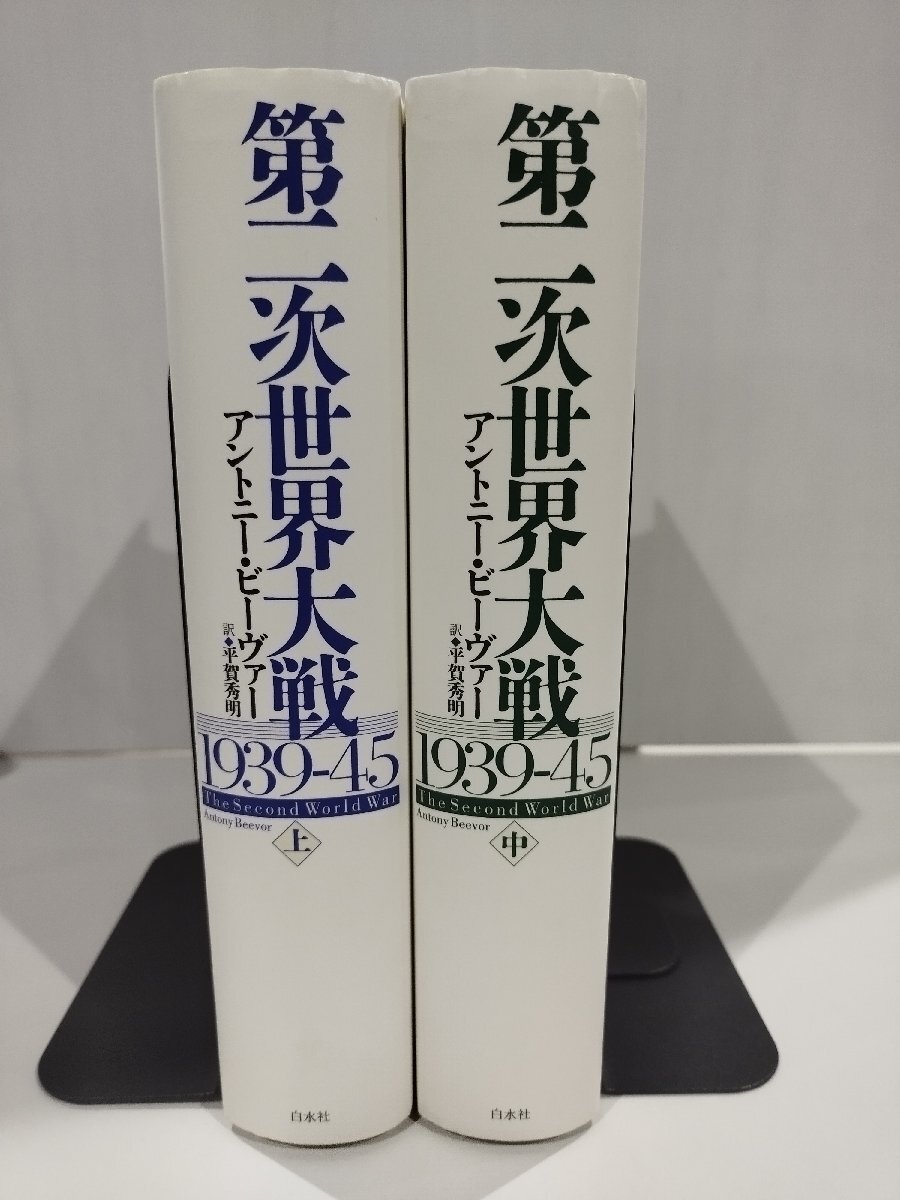 第二次世界大戦
アントニー・ビーヴァー
訳◆平賀秀明
1939-45
The Second World War
Antony Beevor
上
白水社
第二次世界大戦
アントニー・ビーヴァー
訳◆平賀秀明
1939-45
The Second World War
Antony Beevor
中
白水社